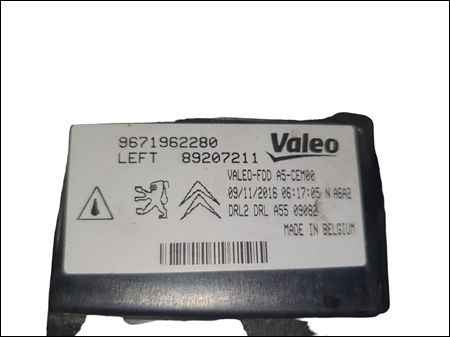 9671962280
LEFT 89207211
Valeo
VALEO-FDD A5-CEM00
09/11/2016 06:17:05 N A6A2
DRL2 DRL A55 09082
MADE IN BELGIUM